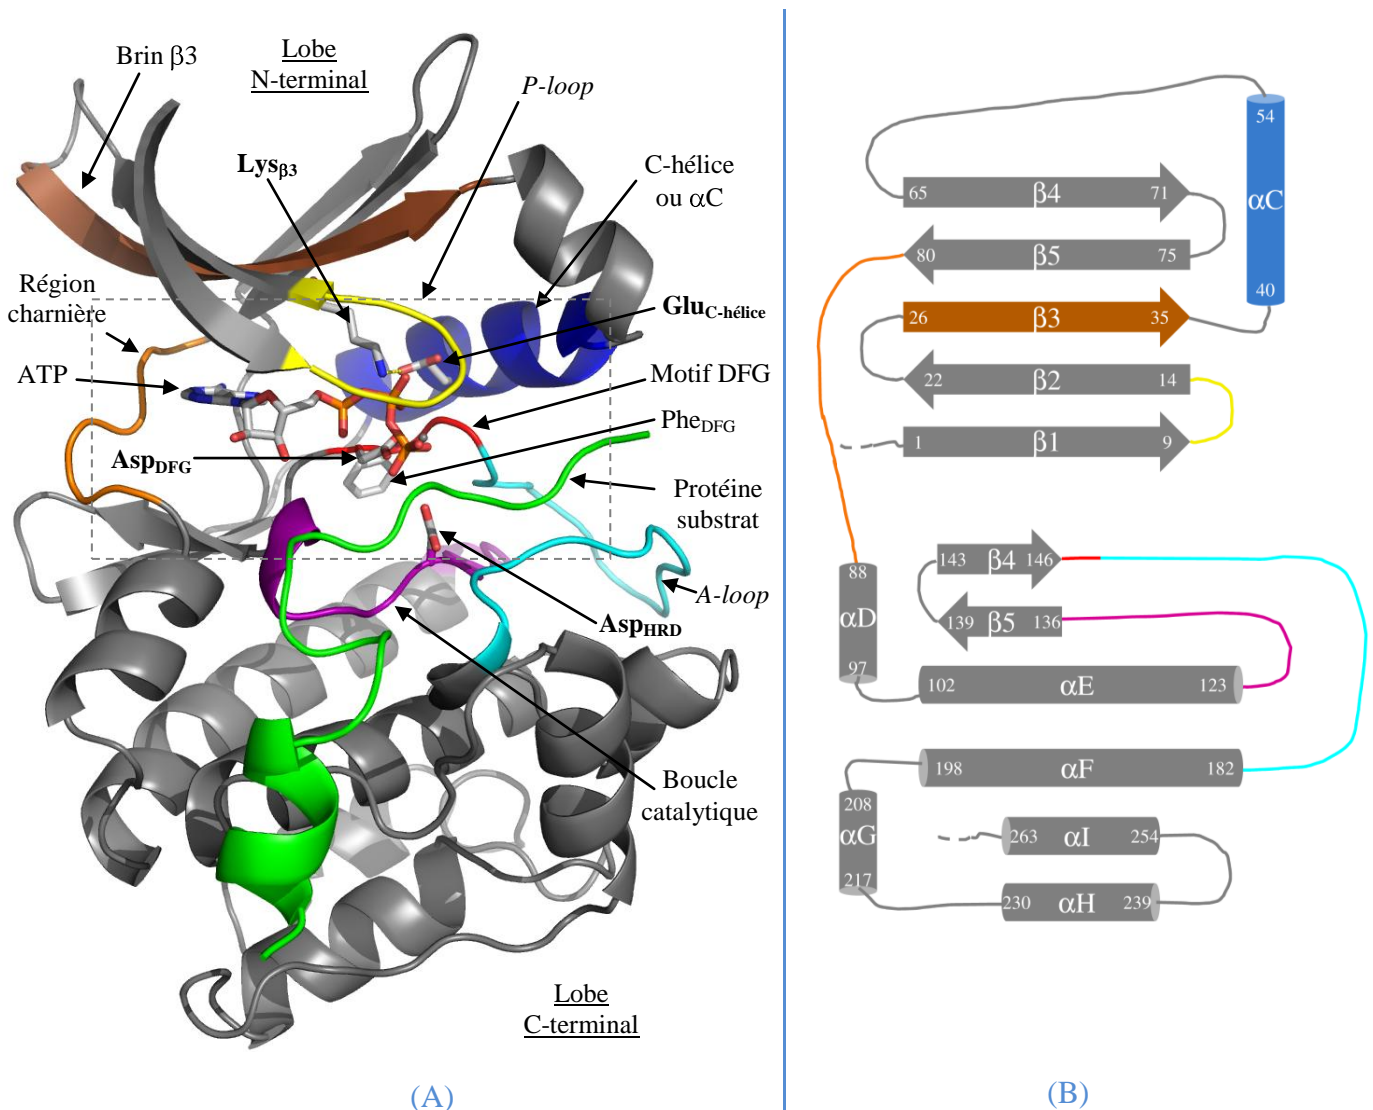 Lobe
N-terminal
Brin β3
P-loop
Lysβ3
C-hélice
ou αC
Région
charnière
GluC-hélice
ATP
Motif DFG
PheDFG
AspDFG
Protéine
substrat
A-loop
AspHRD
Boucle
catalytique
Lobe
C-terminal
(A)
54
αC
40
65 β4 71
80 β5 75
26 β3 35
22 β2 14
1 β1 9
143 β4 146
139 β5 136
88
αD
97
102 αE 123
198 αF 182
208
αG
217
263 αI 254
230 αH 239
(B)